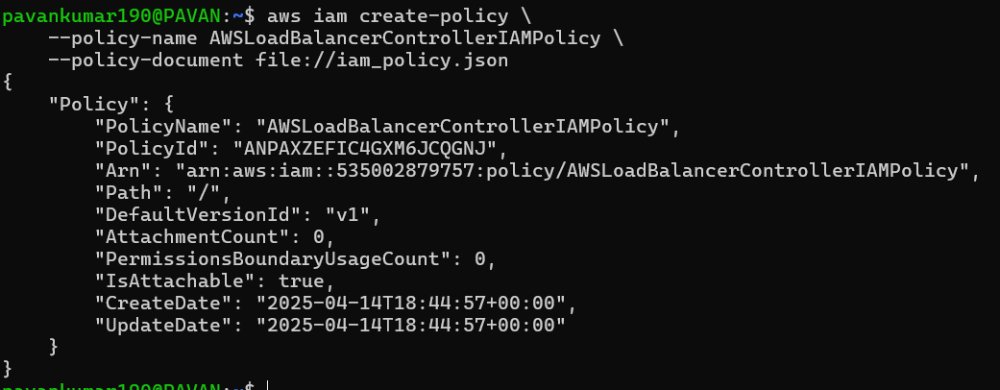 pavankumar190@PAVAN:~$ aws iam create-policy \
    --policy-name AWSLoadBalancerControllerIAMPolicy \
    --policy-document file://iam_policy.json
{
    "Policy": {
        "PolicyName": "AWSLoadBalancerControllerIAMPolicy",
        "PolicyId": "ANPAXZEFIC4GXM6JCQGNJ",
        "Arn": "arn:aws:iam::535002879757:policy/AWSLoadBalancerControllerIAMPolicy",
        "Path": "/",
        "DefaultVersionId": "v1",
        "AttachmentCount": 0,
        "PermissionsBoundaryUsageCount": 0,
        "IsAttachable": true,
        "CreateDate": "2025-04-14T18:44:57+00:00",
        "UpdateDate": "2025-04-14T18:44:57+00:00"
    }
}
pavankumar190@PAVAN:~$